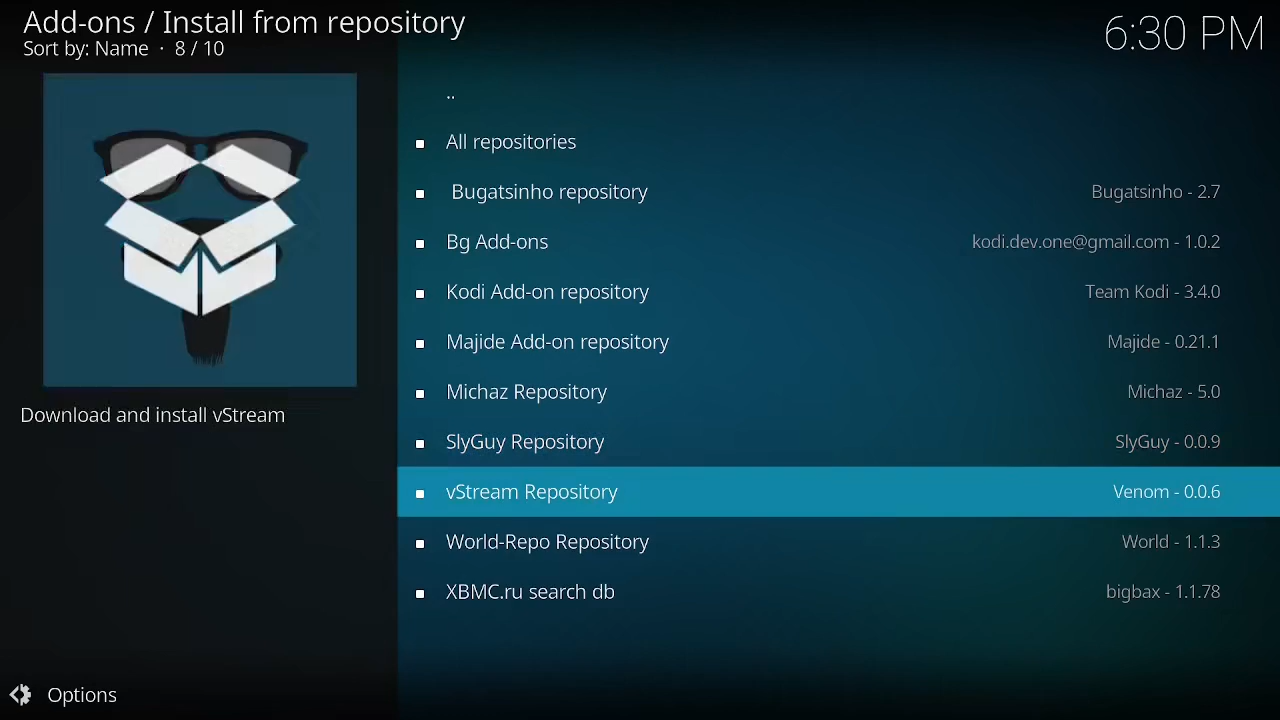 Add-ons / Install from repository
Sort by: Name · 8 / 10
6:30 PM
..
All repositories
Bugatsinho repository Bugatsinho - 2.7
Bg Add-ons kodi.dev.one@gmail.com - 1.0.2
Kodi Add-on repository Team Kodi - 3.4.0
Majide Add-on repository Majide - 0.21.1
Michaz Repository Michaz - 5.0
SlyGuy Repository SlyGuy - 0.0.9
vStream Repository Venom - 0.0.6
World-Repo Repository World - 1.1.3
XBMC.ru search db bigbax - 1.1.78
Download and install vStream
Options